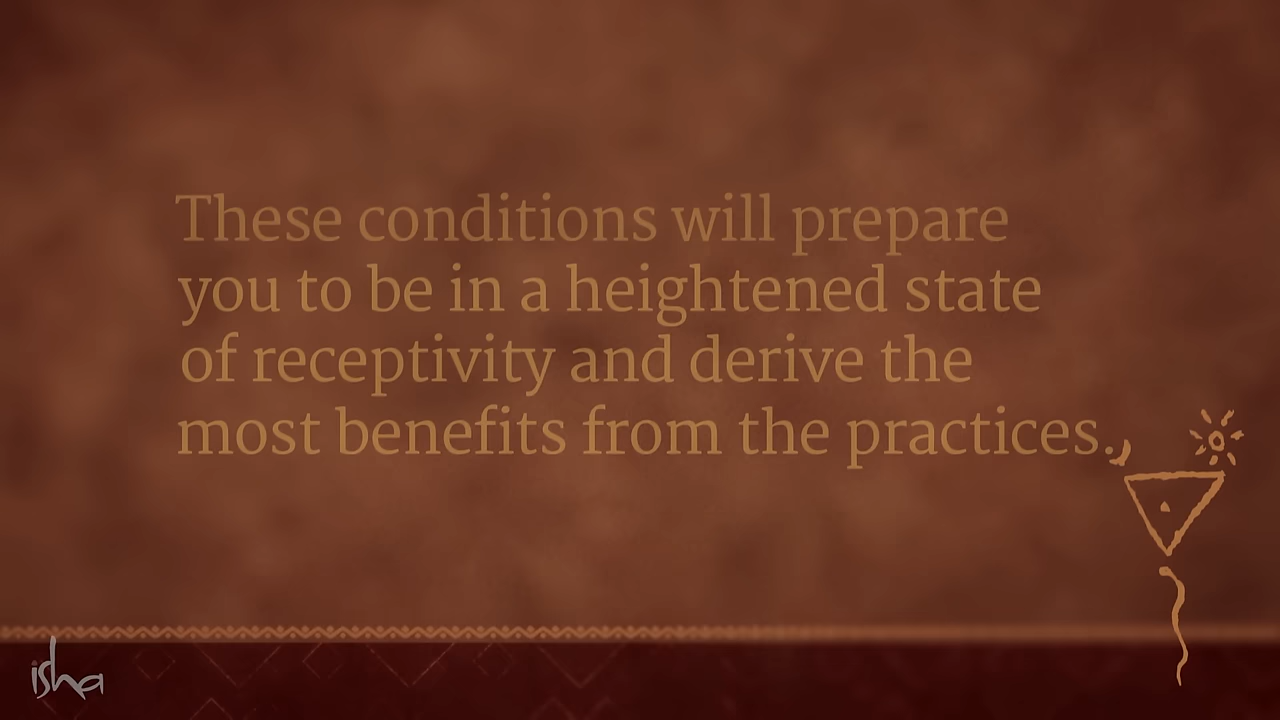 These conditions will prepare
you to be in a heightened state
of receptivity and derive the
most benefits from the practices.
isha